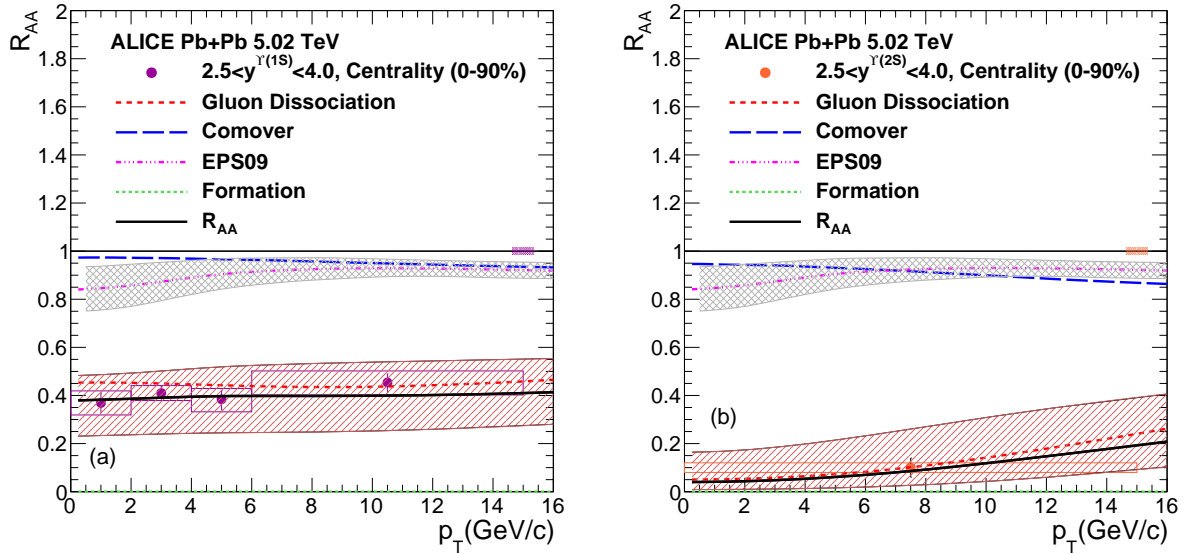 R_AA
2
1.8
1.6
1.4
1.2
1
0.8
0.6
0.4
0.2
0
ALICE Pb+Pb 5.02 TeV
2.5<y^Υ(1S)<4.0, Centrality (0-90%)
Gluon Dissociation
Comover
EPS09
Formation
R_AA
(a)
0 2 4 6 8 10 12 14 16
p_T(GeV/c)
R_AA
2
1.8
1.6
1.4
1.2
1
0.8
0.6
0.4
0.2
0
ALICE Pb+Pb 5.02 TeV
2.5<y^Υ(2S)<4.0, Centrality (0-90%)
Gluon Dissociation
Comover
EPS09
Formation
R_AA
(b)
0 2 4 6 8 10 12 14 16
p_T(GeV/c)